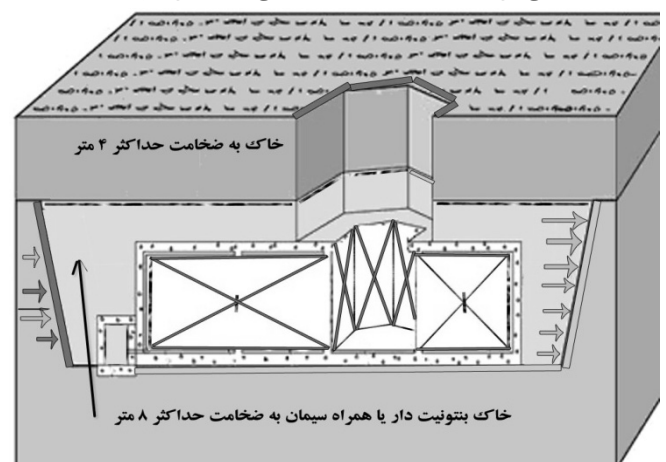 خاک به ضخامت حداکثر ۴ متر
خاک بنتونیت دار یا همراه سیمان به ضخامت حداکثر ۸ متر